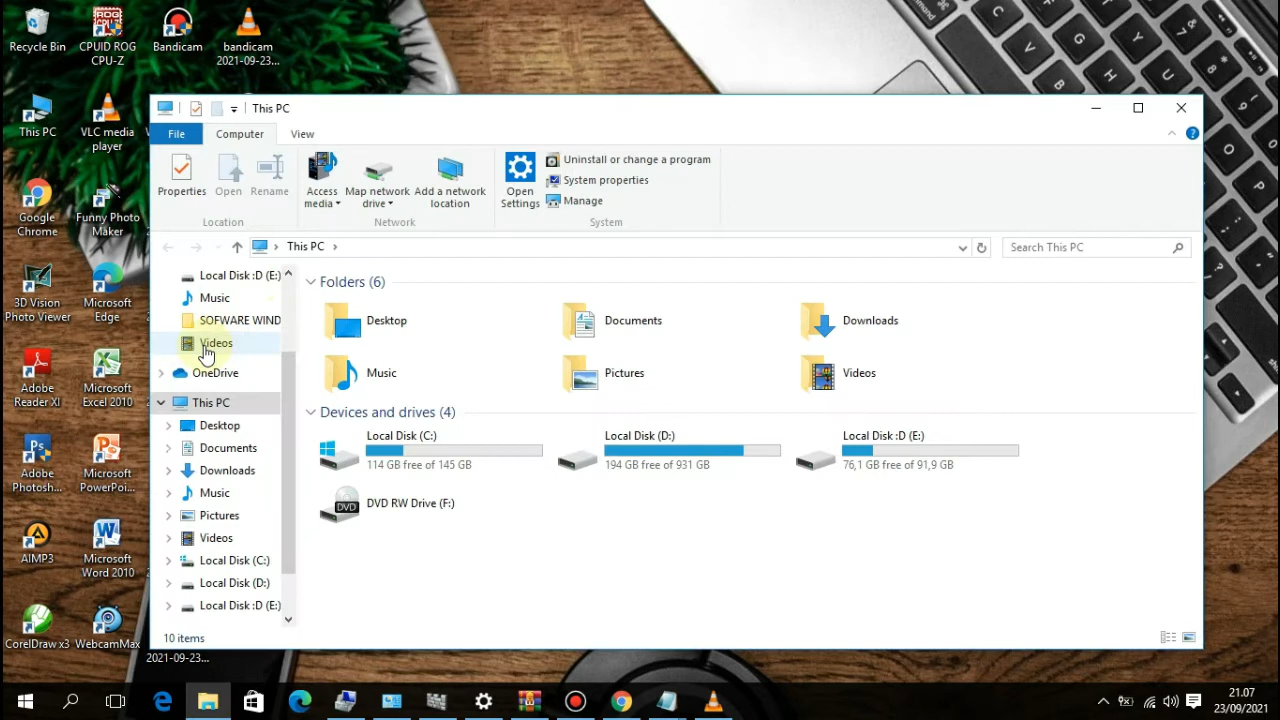 Recycle Bin
CPUID ROG
CPU-Z
Bandicam
bandicam
2021-09-23...
This PC
VLC media
player
Google
Chrome
Funny Photo
Maker
3D Vision
Photo Viewer
Microsoft
Edge
Adobe
Reader XI
Microsoft
Excel 2010
Adobe
Photosh...
Microsoft
PowerPoi...
AIMP3
Microsoft
Word 2010
CorelDraw x3
WebcamMax
2021-09-23...
This PC
File
Computer
View
Properties
Open
Rename
Location
Access
media
Map network
drive
Add a network
location
Network
Open
Settings
Uninstall or change a program
System properties
Manage
System
This PC
Search This PC
Local Disk :D (E:)
Music
SOFWARE WIND
Videos
OneDrive
This PC
Desktop
Documents
Downloads
Music
Pictures
Videos
Local Disk (C:)
Local Disk (D:)
Local Disk :D (E:)
Folders (6)
Desktop
Documents
Downloads
Music
Pictures
Videos
Devices and drives (4)
Local Disk (C:)
114 GB free of 145 GB
Local Disk (D:)
194 GB free of 931 GB
Local Disk :D (E:)
76,1 GB free of 91,9 GB
DVD
DVD RW Drive (F:)
10 items
21.07
23/09/2021